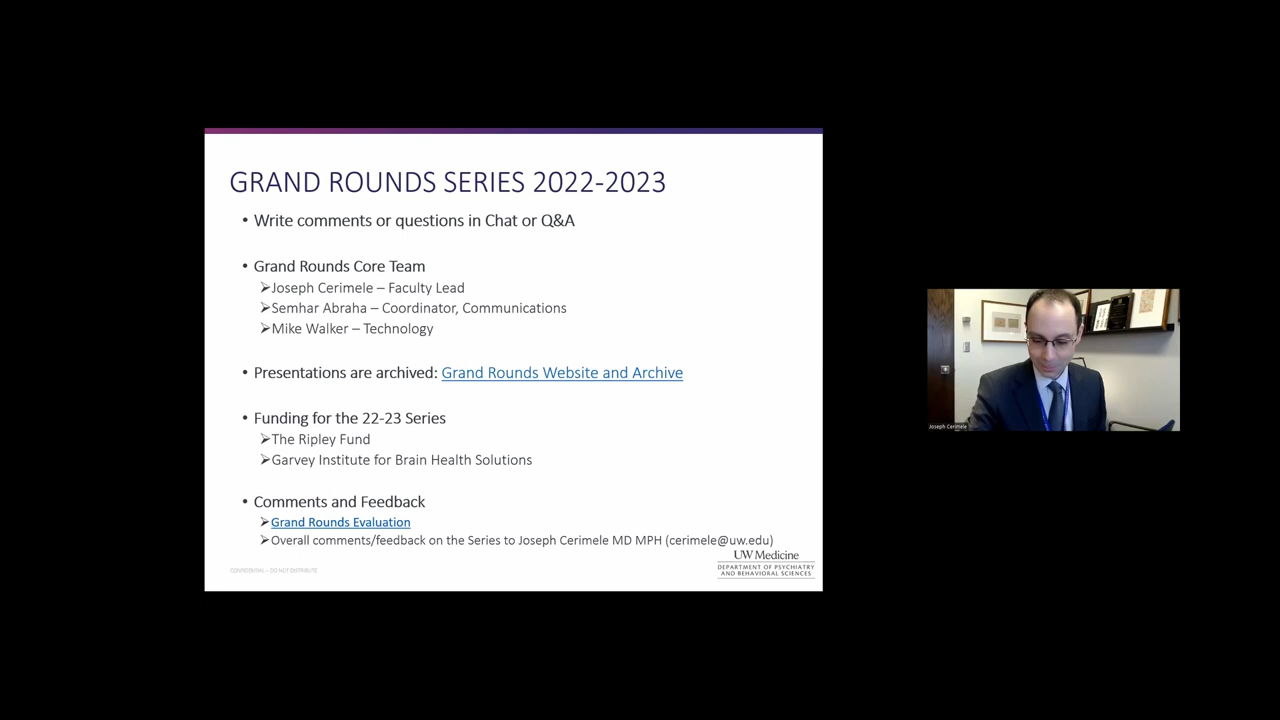 GRAND ROUNDS SERIES 2022-2023
• Write comments or questions in Chat or Q&A
• Grand Rounds Core Team
➢Joseph Cerimele – Faculty Lead
➢Semhar Abraha – Coordinator, Communications
➢Mike Walker – Technology
• Presentations are archived: Grand Rounds Website and Archive
• Funding for the 22-23 Series
➢The Ripley Fund
➢Garvey Institute for Brain Health Solutions
• Comments and Feedback
➢Grand Rounds Evaluation
➢Overall comments/feedback on the Series to Joseph Cerimele MD MPH (cerimele@uw.edu)
UW Medicine
DEPARTMENT OF PSYCHIATRY
AND BEHAVIORAL SCIENCES
CONFIDENTIAL – DO NOT DISTRIBUTE
Joseph Cerimele